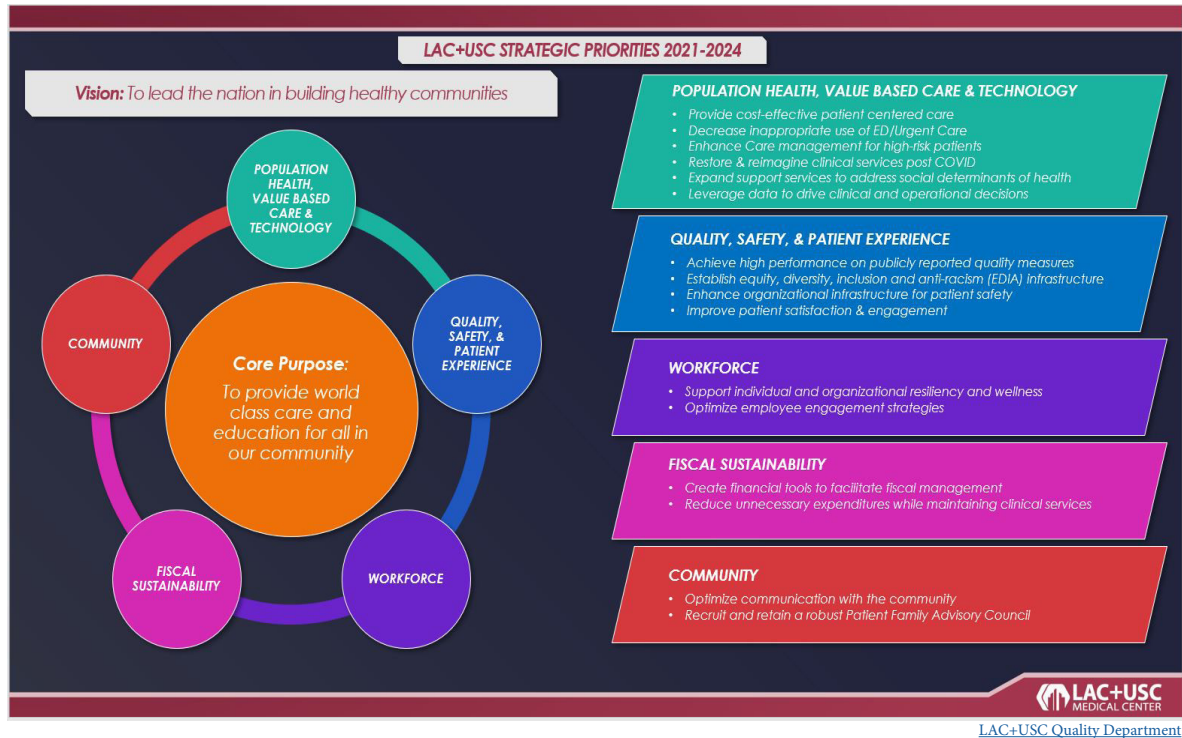 LAC+USC STRATEGIC PRIORITIES 2021-2024
Vision: To lead the nation in building healthy communities
POPULATION
HEALTH,
VALUE BASED
CARE &
TECHNOLOGY
COMMUNITY
QUALITY,
SAFETY, &
PATIENT
EXPERIENCE
Core Purpose:
To provide world
class care and
education for all in
our community
FISCAL
SUSTAINABILITY
WORKFORCE
POPULATION HEALTH, VALUE BASED CARE & TECHNOLOGY
• Provide cost-effective patient centered care
• Decrease inappropriate use of ED/Urgent Care
• Enhance Care management for high-risk patients
• Restore & reimagine clinical services post COVID
• Expand support services to address social determinants of health
• Leverage data to drive clinical and operational decisions
QUALITY, SAFETY, & PATIENT EXPERIENCE
• Achieve high performance on publicly reported quality measures
• Establish equity, diversity, inclusion and anti-racism (EDIA) infrastructure
• Enhance organizational infrastructure for patient safety
• Improve patient satisfaction & engagement
WORKFORCE
• Support individual and organizational resiliency and wellness
• Optimize employee engagement strategies
FISCAL SUSTAINABILITY
• Create financial tools to facilitate fiscal management
• Reduce unnecessary expenditures while maintaining clinical services
COMMUNITY
• Optimize communication with the community
• Recruit and retain a robust Patient Family Advisory Council
LAC+USC
MEDICAL CENTER
LAC+USC Quality Department